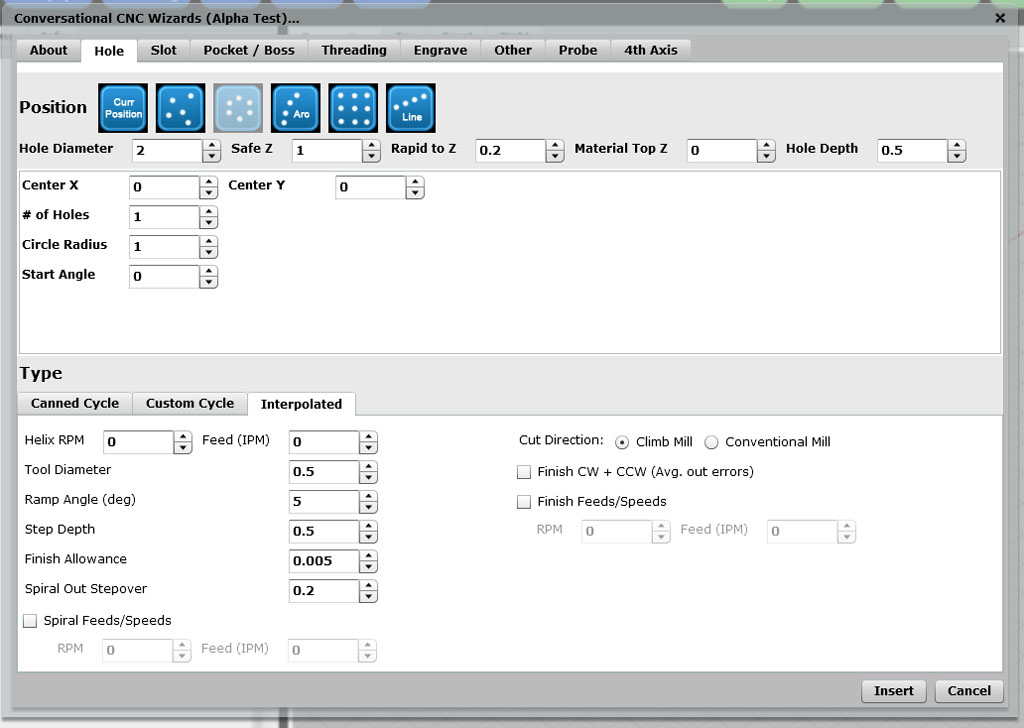 Conversational CNC Wizards (Alpha Test)...
About Hole Slot Pocket / Boss Threading Engrave Other Probe 4th Axis
Position Curr Position Arc Line
Hole Diameter 2 Safe Z 1 Rapid to Z 0.2 Material Top Z 0 Hole Depth 0.5
Center X 0 Center Y 0
# of Holes 1
Circle Radius 1
Start Angle 0
Type
Canned Cycle Custom Cycle Interpolated
Helix RPM 0 Feed (IPM) 0 Cut Direction: Climb Mill Conventional Mill
Tool Diameter 0.5 Finish CW + CCW (Avg. out errors)
Ramp Angle (deg) 5 Finish Feeds/Speeds
Step Depth 0.5 RPM 0 Feed (IPM) 0
Finish Allowance 0.005
Spiral Out Stepover 0.2
Spiral Feeds/Speeds
RPM 0 Feed (IPM) 0
Insert Cancel